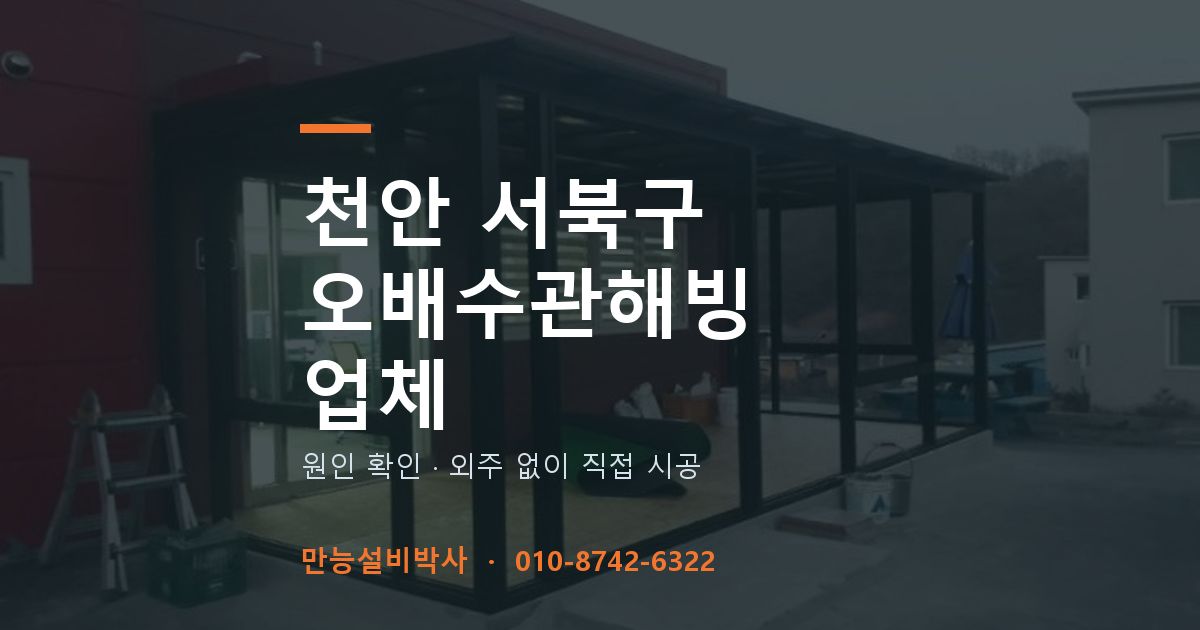 천안 서북구
오배수관해빙
업체
원인 확인 · 외주 없이 직접 시공
만능설비박사 · 010-8742-6322